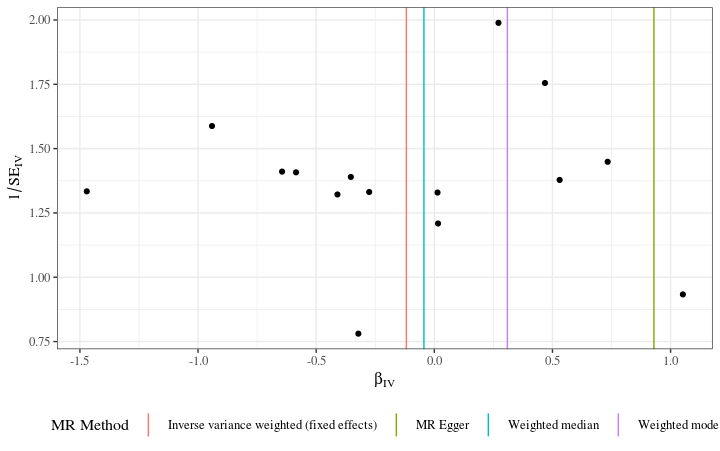 2.00
1.75
1.50
1.25
1.00
0.75
1/SE_IV
-1.5 -1.0 -0.5 0.0 0.5 1.0
β_IV
MR Method Inverse variance weighted (fixed effects) MR Egger Weighted median Weighted mode